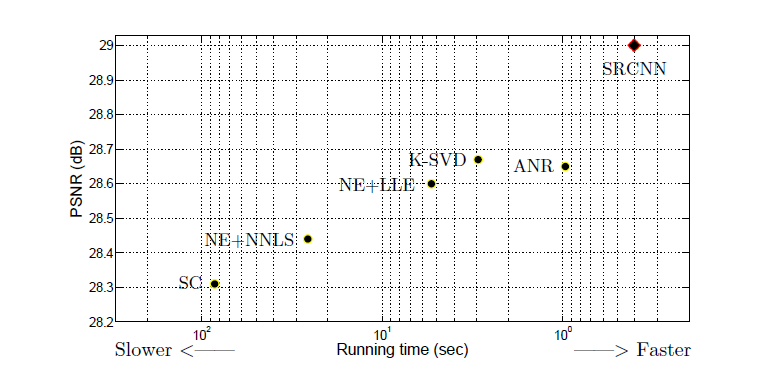 29
SRCNN
28.9
28.8
28.7
K-SVD
ANR
28.6
NE+LLE
28.5
NE+NNLS
28.4
28.3
SC
28.2
PSNR (dB)
10² 10¹ 10⁰
Slower <—— Running time (sec) ——> Faster